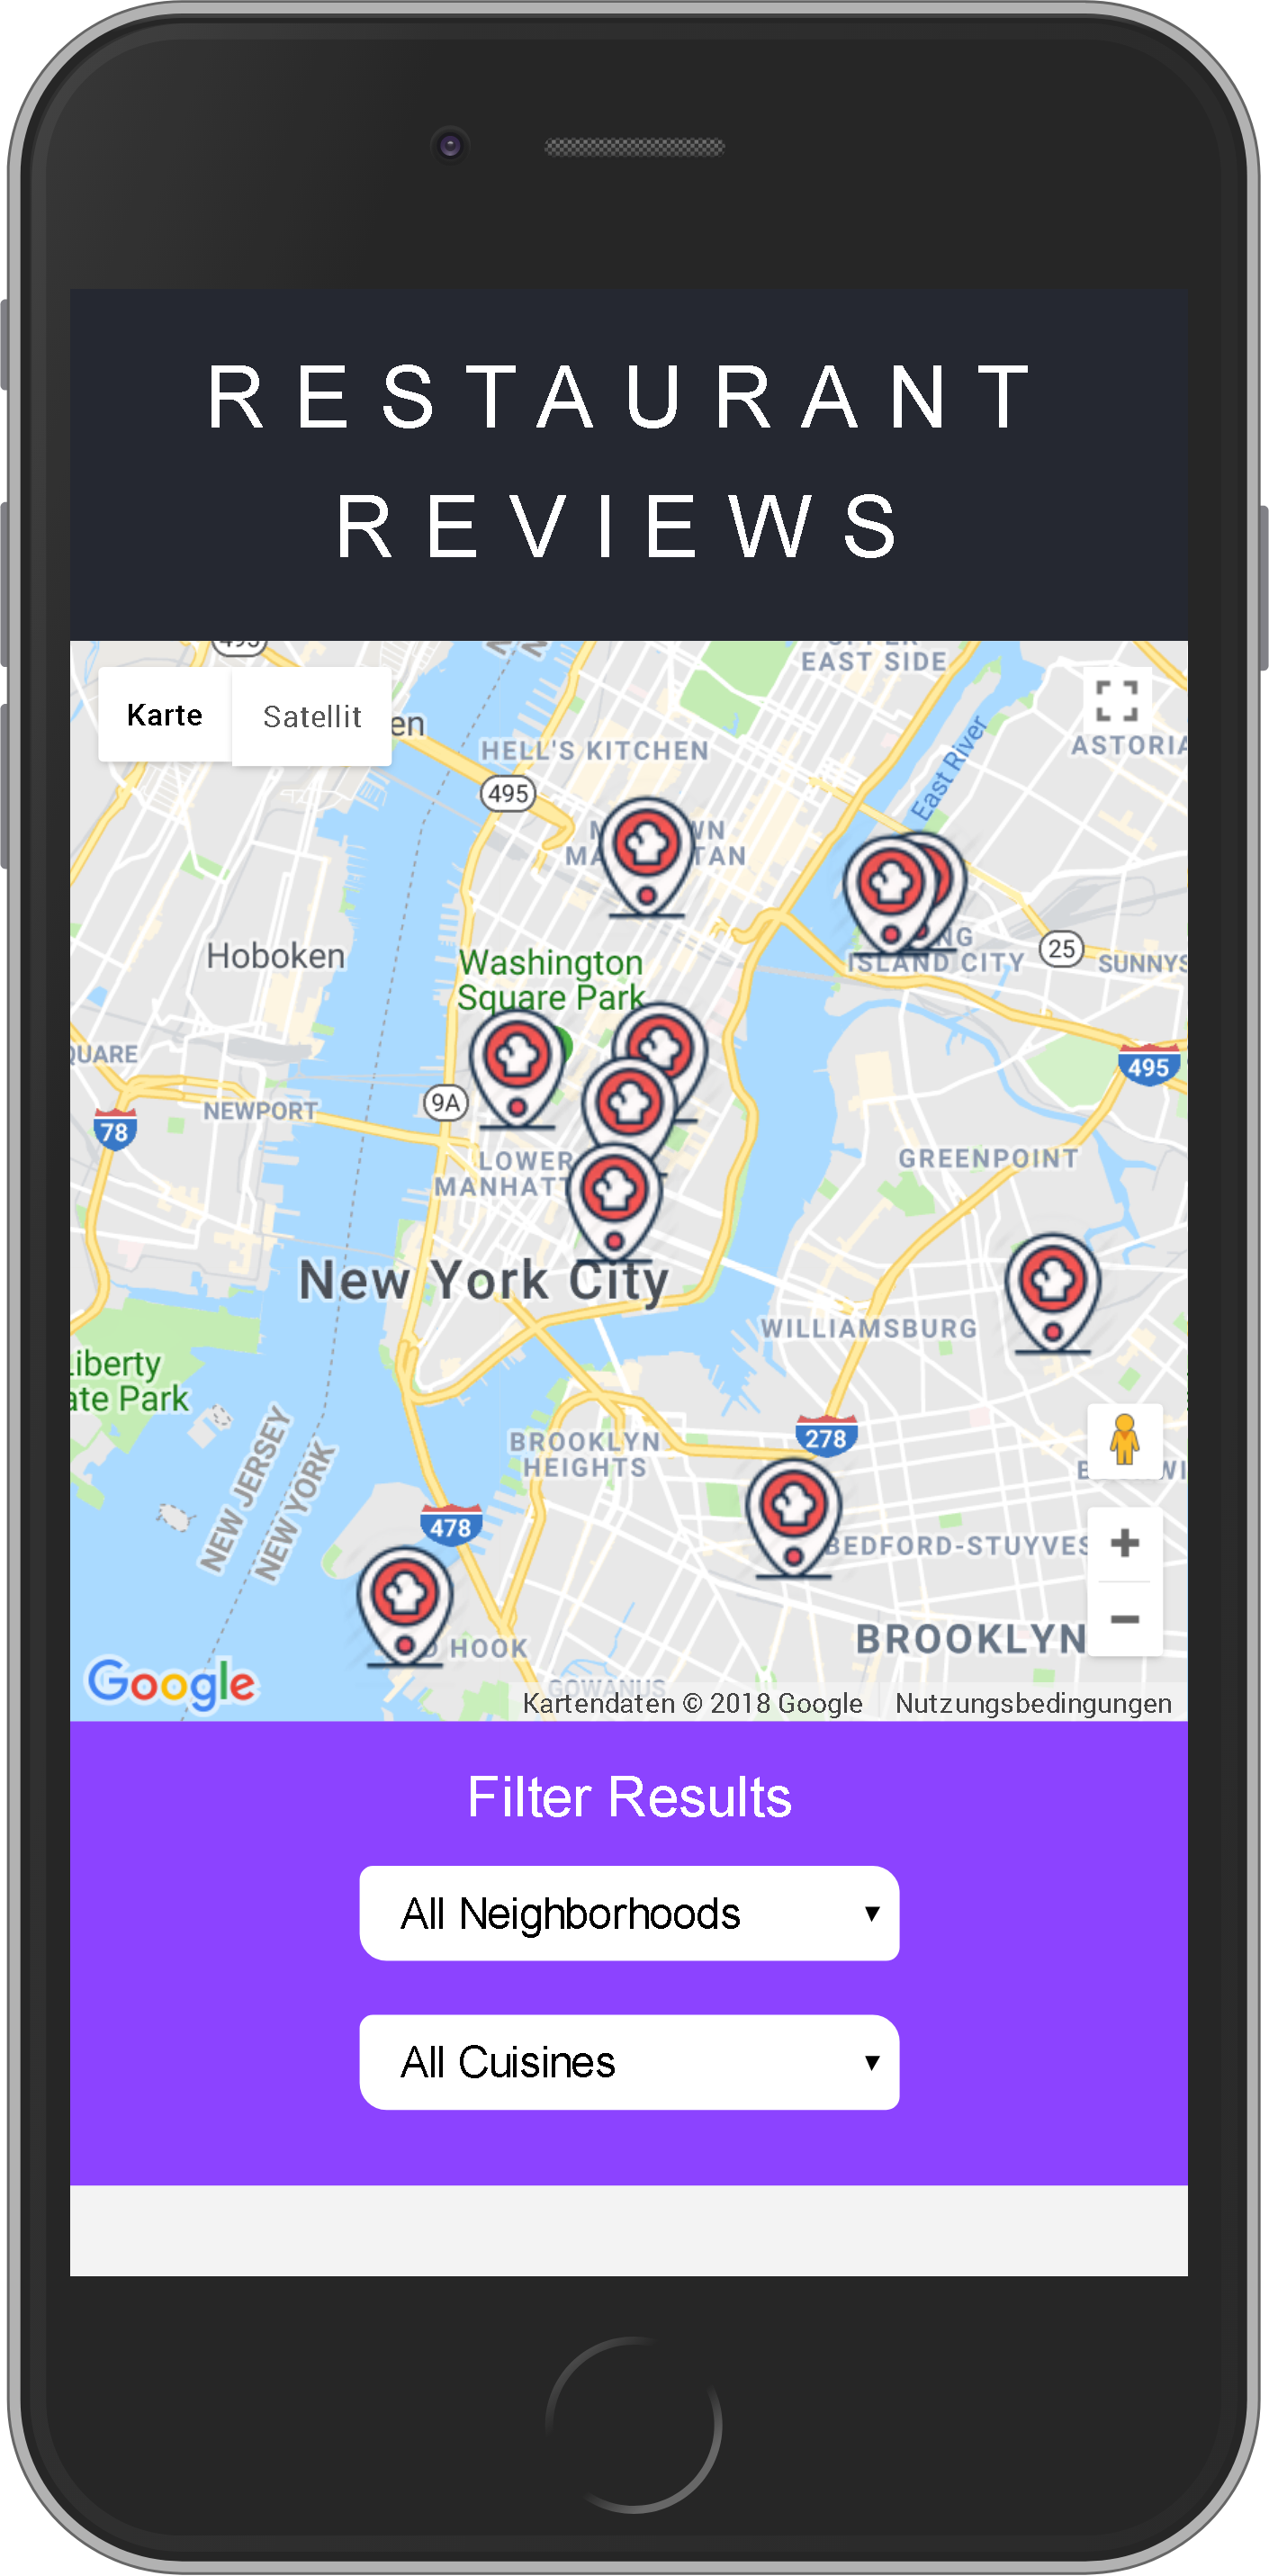 RESTAURANT
REVIEWS
495
EAST SIDE
Karte
Satellit
en
HELL'S KITCHEN
ASTORIA
East River
495
Hoboken
Washington
Square Park
ISLAND CITY
25
SUNNYS
QUARE
495
9A
NEWPORT
78
LOWER
MANHATT
GREENPOINT
New York City
WILLIAMSBURG
Liberty
ate Park
278
BROOKLYN
HEIGHTS
NEW JERSEY
NEW YORK
478
BEDFORD-STUYVES
BROOKLYN
HOOK
GOWANUS
Google
Kartendaten © 2018 Google
Nutzungsbedingungen
Filter Results
All Neighborhoods
All Cuisines